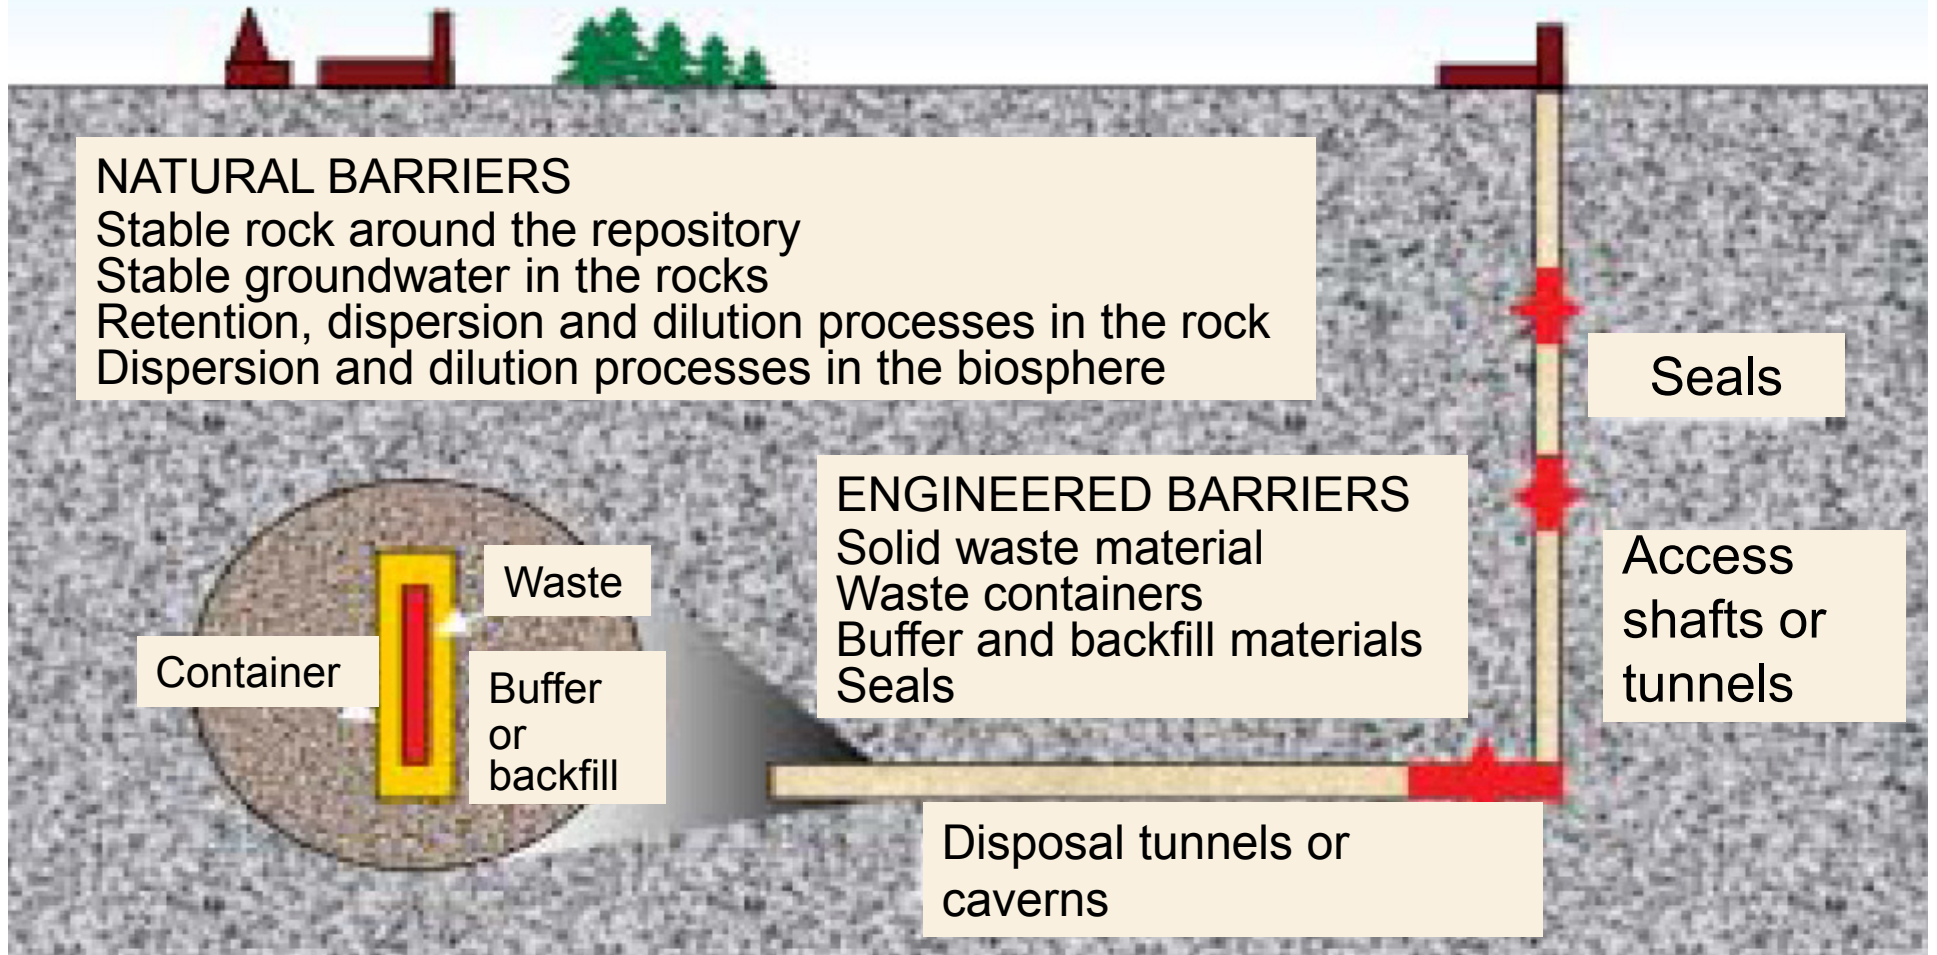 NATURAL BARRIERS
Stable rock around the repository
Stable groundwater in the rocks
Retention, dispersion and dilution processes in the rock
Dispersion and dilution processes in the biosphere
Seals
ENGINEERED BARRIERS
Solid waste material
Waste containers
Buffer and backfill materials
Seals
Access
shafts or
tunnels
Waste
Container
Buffer
or
backfill
Disposal tunnels or
caverns